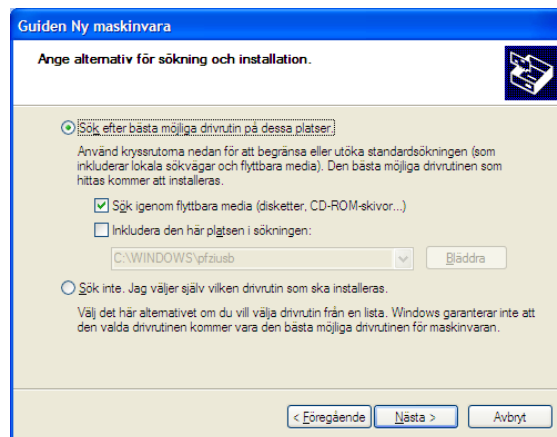 Guiden Ny maskinvara
Ange alternativ för sökning och installation.
Sök efter bästa möjliga drivrutin på dessa platser.
Använd kryssrutorna nedan för att begränsa eller utöka standardsökningen (som
inkluderar lokala sökvägar och flyttbara media). Den bästa möjliga drivrutinen som
hittas kommer att installeras.
Sök igenom flyttbara media (disketter, CD-ROM-skivor...)
Inkludera den här platsen i sökningen:
C:\WINDOWS\pfziusb
Bläddra
Sök inte. Jag väljer själv vilken drivrutin som ska installeras.
Välj det här alternativet om du vill välja drivrutin från en lista. Windows garanterar inte att
den valda drivrutinen kommer vara den bästa möjliga drivrutinen för maskinvaran.
< Föregående Nästa > Avbryt